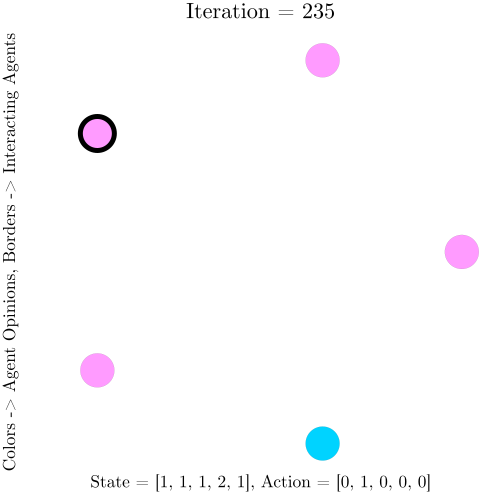 Iteration = 235
Colors -> Agent Opinions, Borders -> Interacting Agents
State = [1, 1, 1, 2, 1], Action = [0, 1, 0, 0, 0]